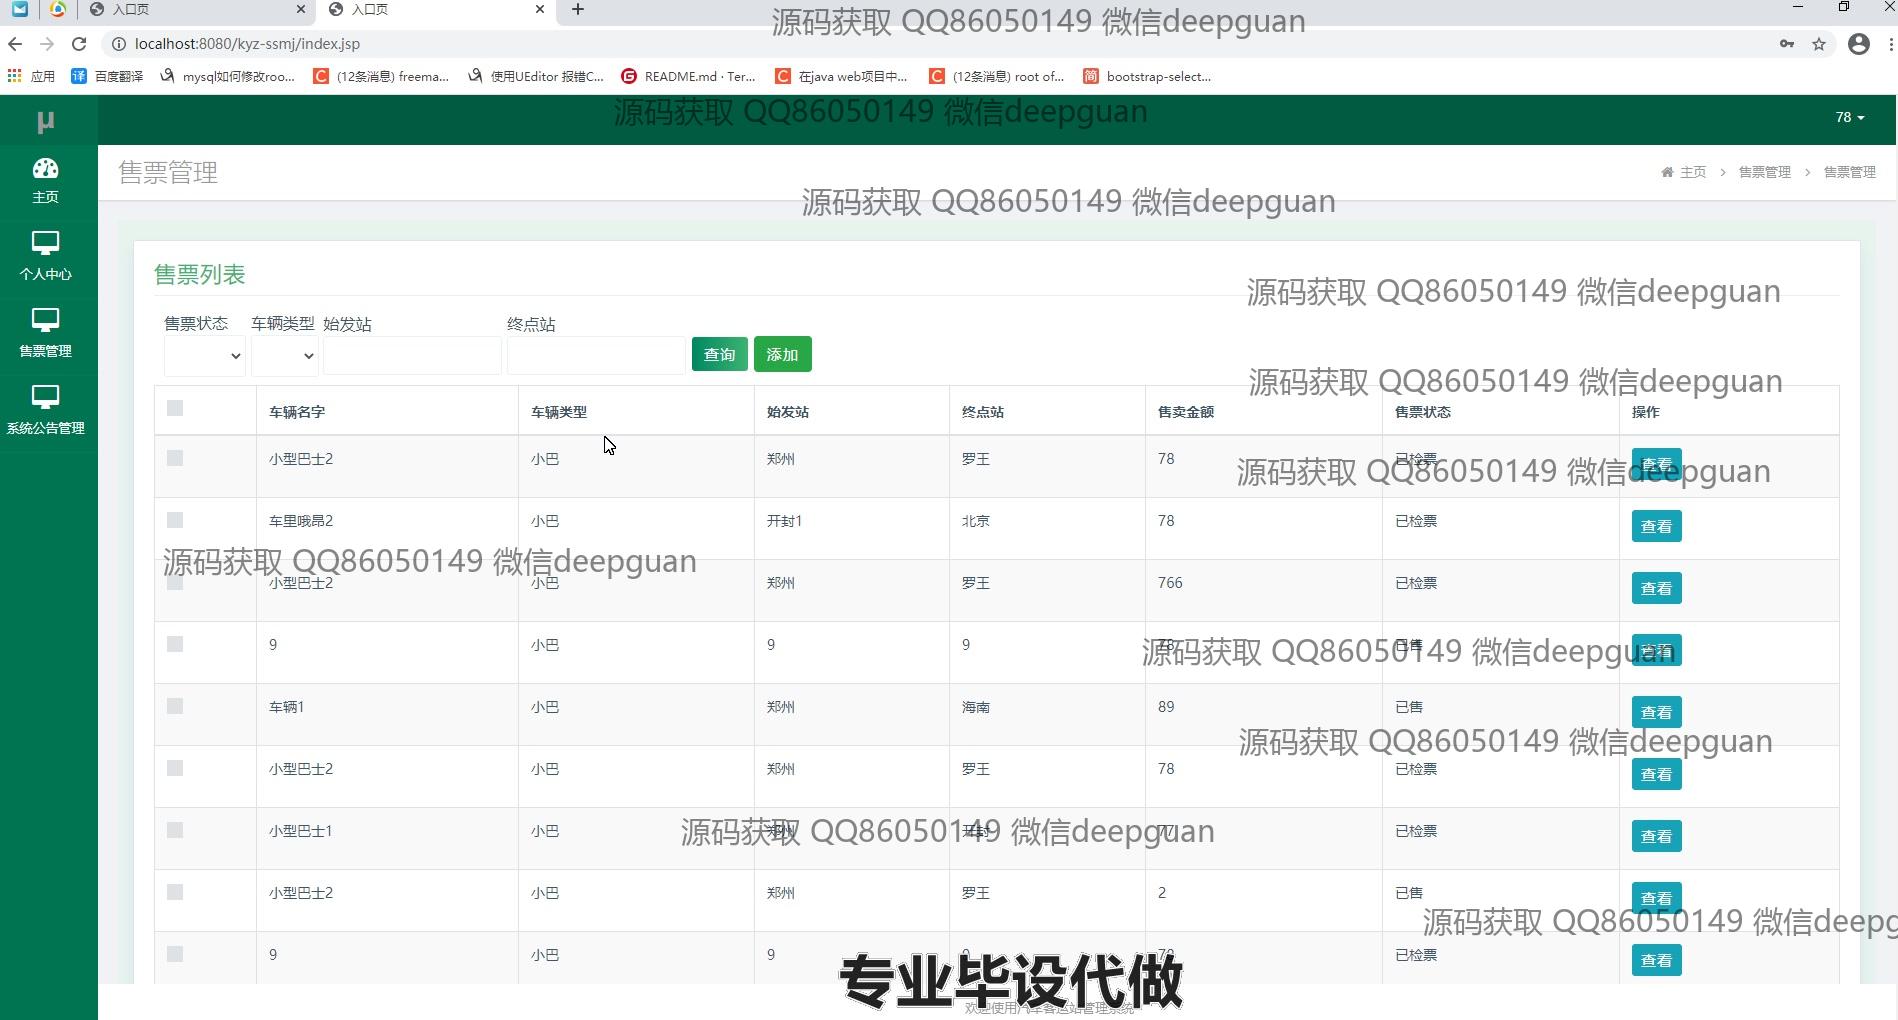 入口页
入口页
源码获取 QQ86050149 微信deepguan
localhost:8080/kyz-ssmj/index.jsp
应用 百度翻译 mysql如何修改roo... (12条消息) freema... 使用UEditor 报错C... README.md · Ter... 在java web项目中... (12条消息) root of... bootstrap-select...
μ
源码获取 QQ86050149 微信deepguan
78
主页
个人中心
售票管理
系统公告管理
售票管理
主页 > 售票管理 > 售票管理
源码获取 QQ86050149 微信deepguan
售票列表
源码获取 QQ86050149 微信deepguan
售票状态 车辆类型 始发站 终点站
查询 添加
源码获取 QQ86050149 微信deepguan
车辆名字 车辆类型 始发站 终点站 售卖金额 售票状态 操作
小型巴士2 小巴 郑州 罗王 78 已检票 查看
源码获取 QQ86050149 微信deepguan
车里哦昂2 小巴 开封1 北京 78 已检票 查看
源码获取 QQ86050149 微信deepguan
小型巴士2 小巴 郑州 罗王 766 已检票 查看
9 小巴 9 9 78 已售 查看
源码获取 QQ86050149 微信deepguan
车辆1 小巴 郑州 海南 89 已售 查看
源码获取 QQ86050149 微信deepguan
小型巴士2 小巴 郑州 罗王 78 已检票 查看
小型巴士1 小巴 郑州 开封 77 已检票 查看
源码获取 QQ86050149 微信deepguan
小型巴士2 小巴 郑州 罗王 2 已售 查看
源码获取 QQ86050149 微信deepg
9 小巴 9 9 78 已检票 查看
专业毕设代做
欢迎使用汽车客运站管理系统